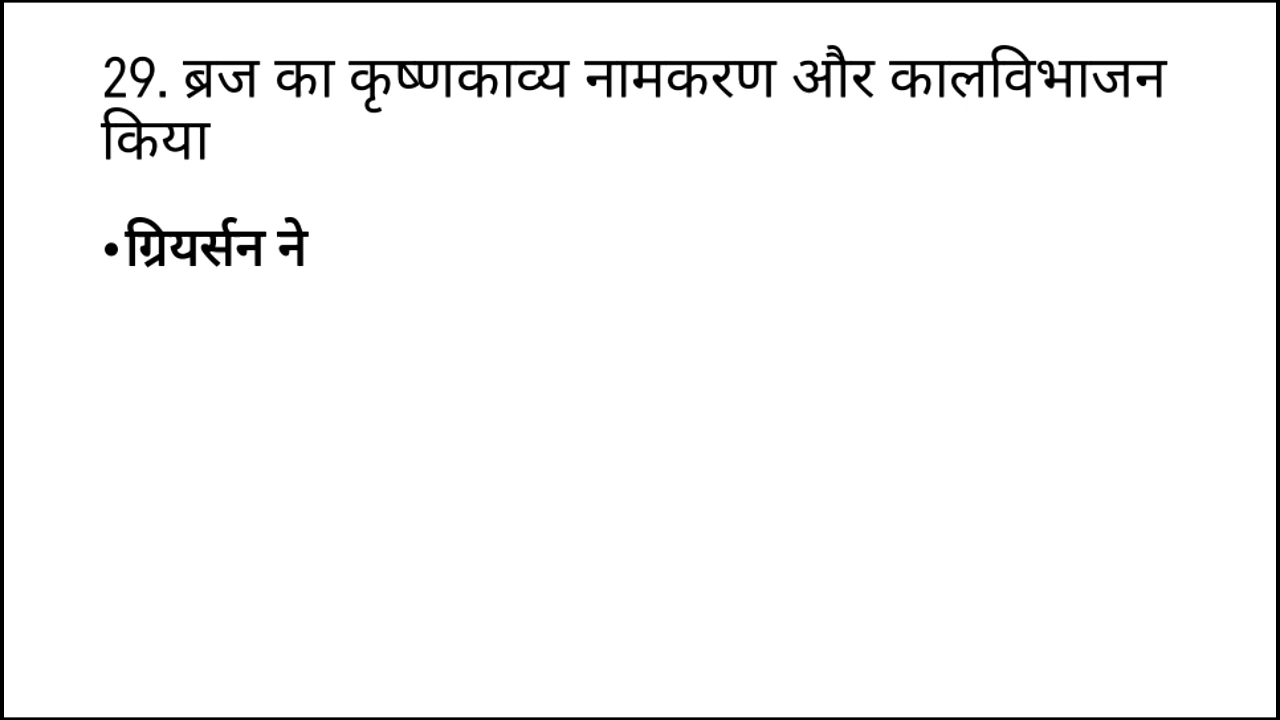 29. ब्रज का कृष्णकाव्य नामकरण और कालविभाजन
किया
•ग्रियर्सन ने